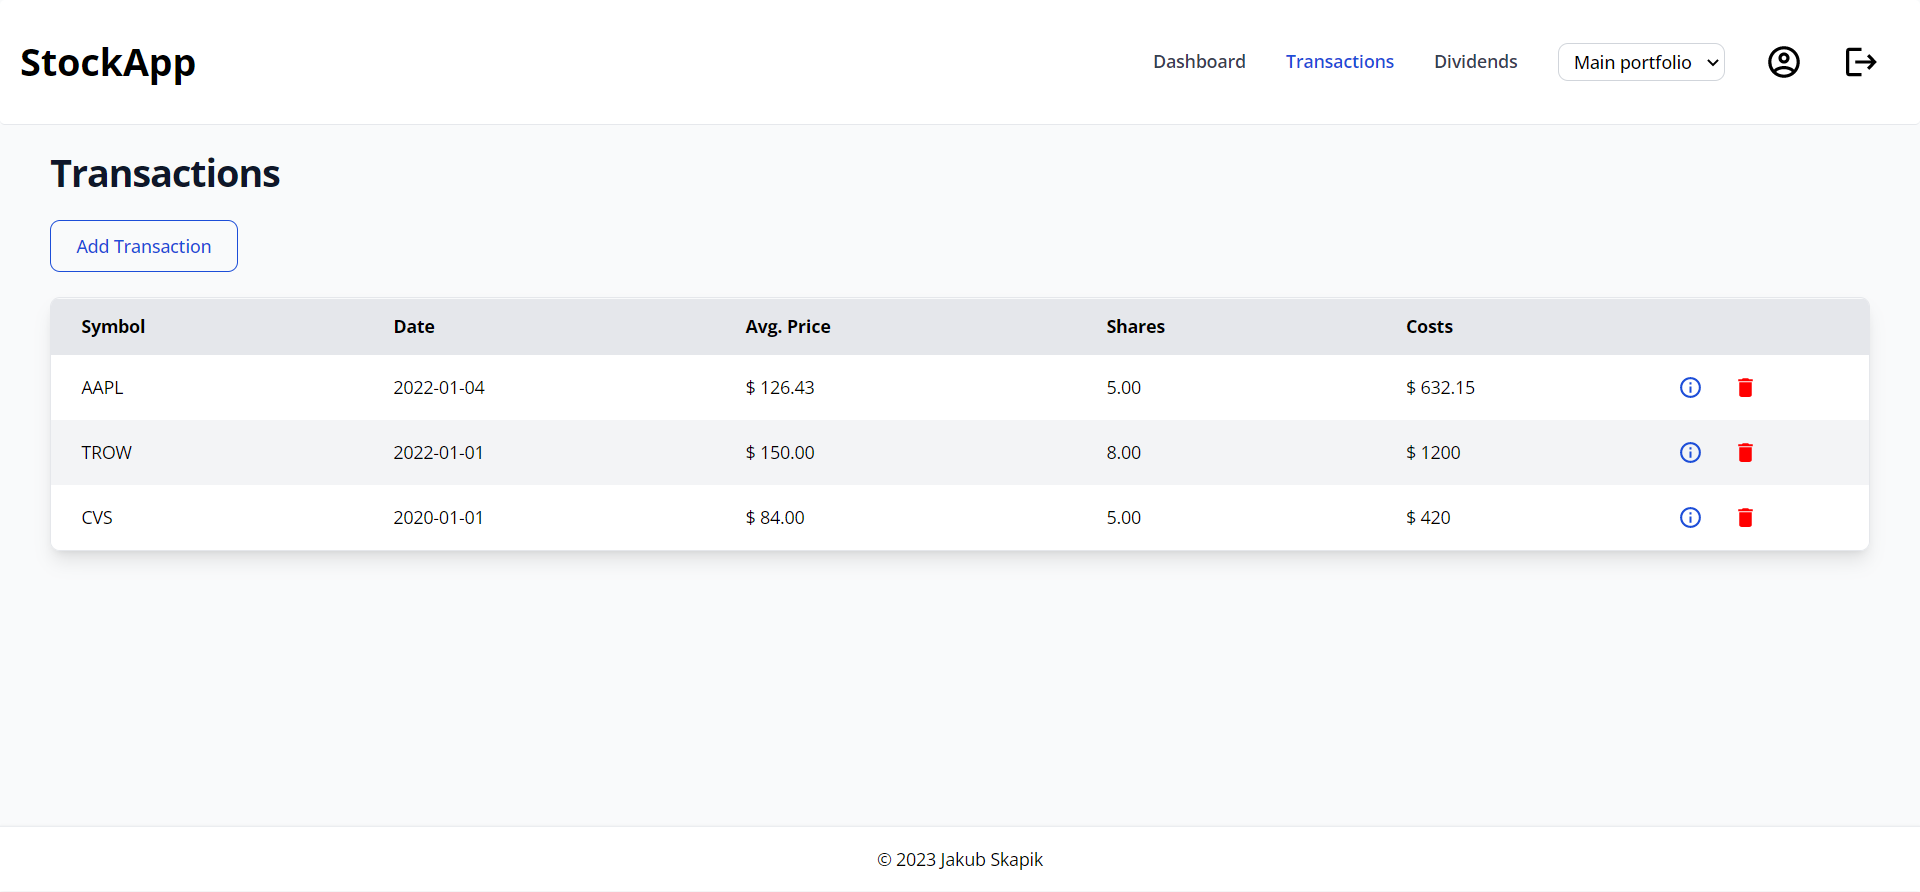 StockApp
Dashboard Transactions Dividends Main portfolio
Transactions
Add Transaction
Symbol Date Avg. Price Shares Costs
AAPL 2022-01-04 $ 126.43 5.00 $ 632.15
TROW 2022-01-01 $ 150.00 8.00 $ 1200
CVS 2020-01-01 $ 84.00 5.00 $ 420
© 2023 Jakub Skapik